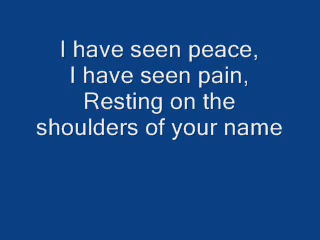 I have seen peace,
I have seen pain,
Resting on the
shoulders of your name